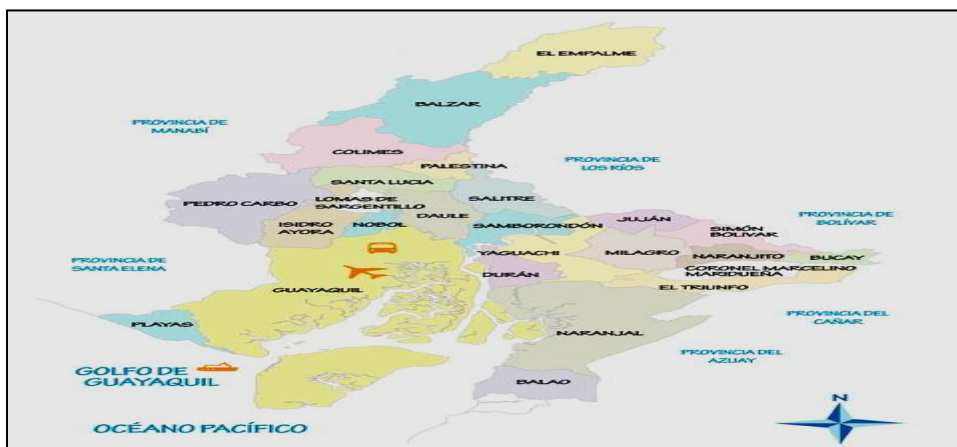 EL EMPALME
BALZAR
PROVINCIA DE
MANABÍ
COLIMES
PALESTINA
PROVINCIA DE
LOS RÍOS
SANTA LUCIA
PEDRO CARBO
LOMAS DE
SARGENTILLO
SALITRE
DAULE
ISIDRO
AYORA
NOBOL
SAMBORONDÓN
JUJÁN
SIMÓN
BOLIVAR
PROVINCIA DE
BOLÍVAR
YAGUACHI
MILAGRO
NARANJITO
BUCAY
PROVINCIA DE
SANTA ELENA
DURÁN
CORONEL MARCELINO
MARIDUEÑA
GUAYAQUIL
EL TRIUNFO
PLAYAS
NARANJAL
PROVINCIA DEL
CAÑAR
PROVINCIA DEL
AZUAY
GOLFO DE
GUAYAQUIL
BALAO
OCÉANO PACÍFICO
N